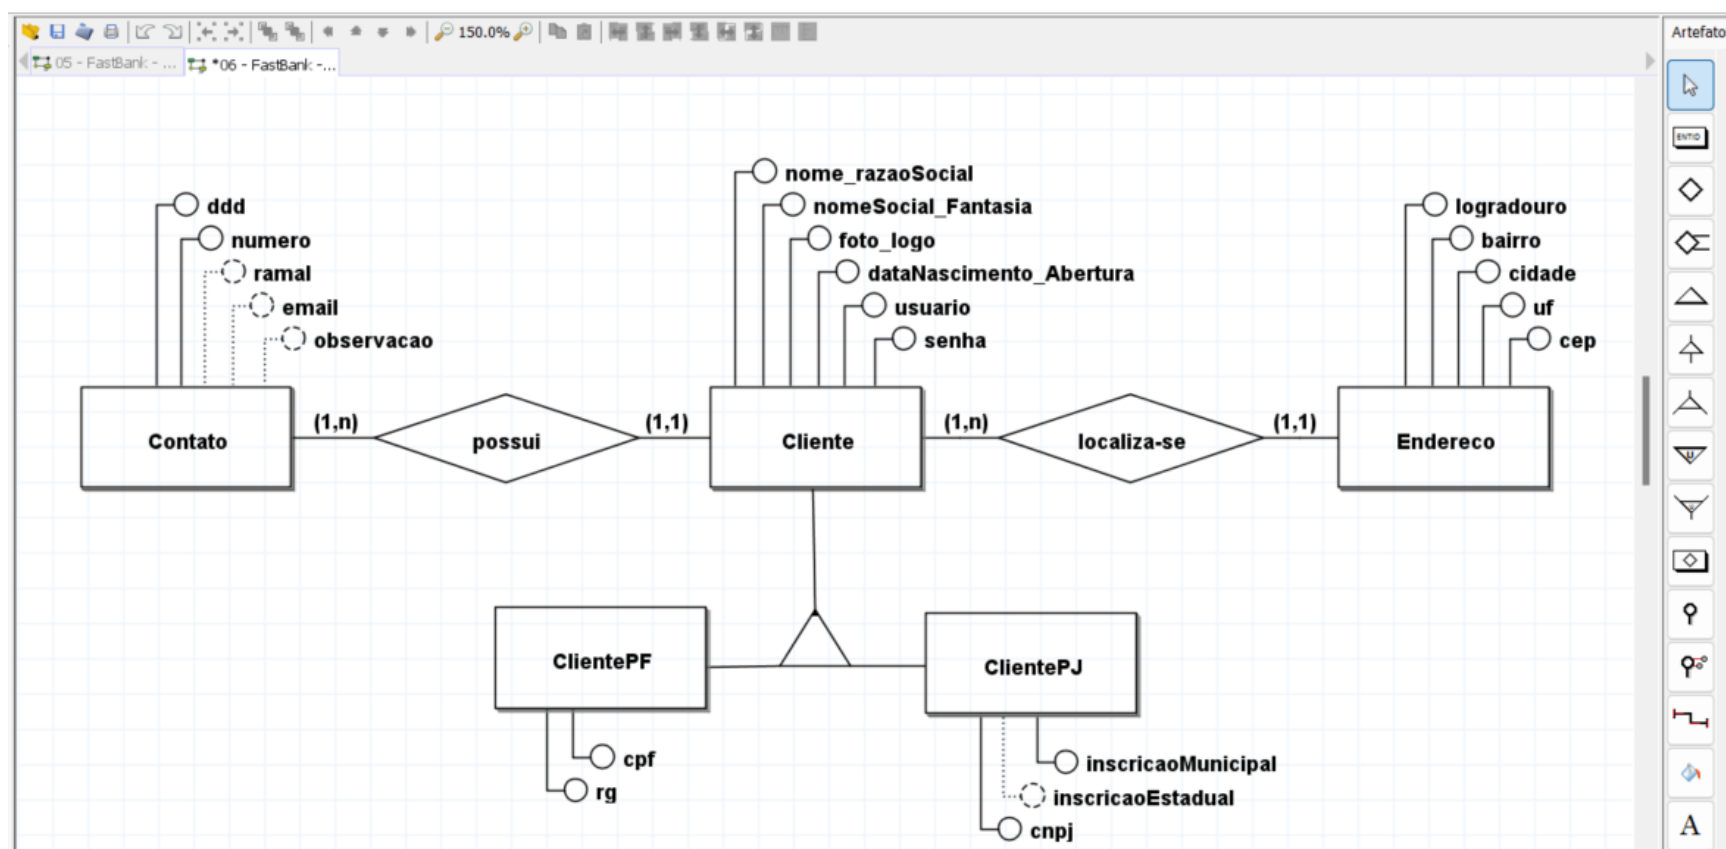 150.0%
Artefato
05 - FastBank - ...
*06 - FastBank -...
ENTID
nome_razaoSocial
nomeSocial_Fantasia
foto_logo
dataNascimento_Abertura
usuario
senha
ddd
numero
ramal
email
observacao
logradouro
bairro
cidade
uf
cep
Contato
(1,n)
possui
(1,1)
Cliente
(1,n)
localiza-se
(1,1)
Endereco
ClientePF
ClientePJ
cpf
rg
inscricaoMunicipal
inscricaoEstadual
cnpj
A